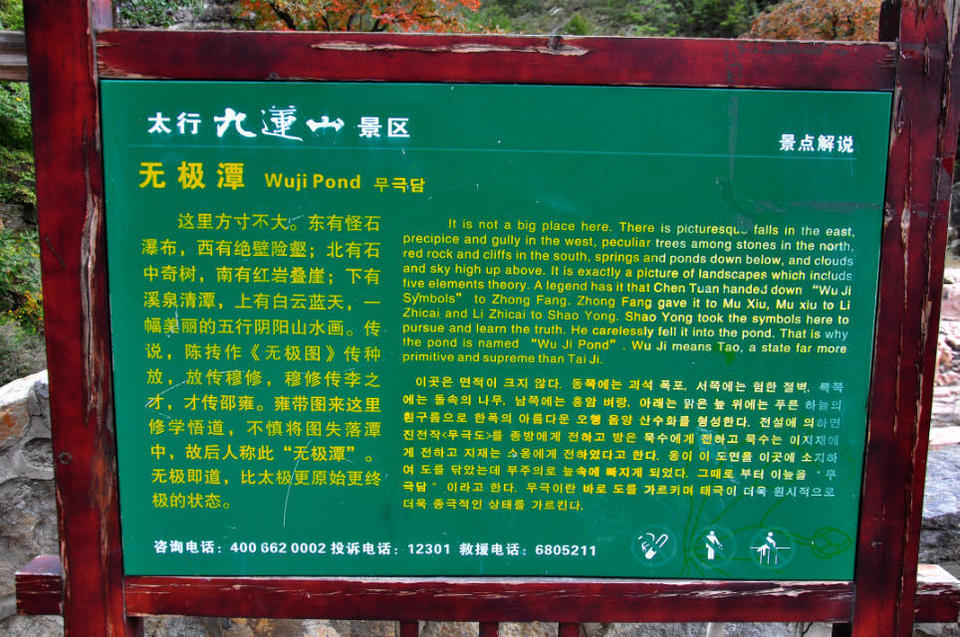 太行 九莲山 景区
景点解说
无极潭 Wuji Pond 무극담
这里方寸不大。东有怪石
瀑布，西有绝壁险壑；北有石
中奇树，南有红岩叠崖；下有
溪泉清潭，上有白云蓝天，一
幅美丽的五行阴阳山水画。传
说，陈抟作《无极图》传种
放，放传穆修，穆修传李之
才，才传邵雍。雍带图来这里
修学悟道，不慎将图失落潭
中，故后人称此“无极潭”。
无极即道，比太极更原始更终
极的状态。
It is not a big place here. There is picturesque falls in the east,
precipice and gully in the west, peculiar trees among stones in the north,
red rock and cliffs in the south, springs and ponds down below, and clouds
and sky high up above. It is exactly a picture of landscapes which includs
five elements theory. A legend has it that Chen Tuan handed down “Wu Ji
Symbols” to Zhong Fang. Zhong Fang gave it to Mu Xiu, Mu xiu to Li
Zhicai and Li Zhicai to Shao Yong. Shao Yong took the symbols here to
pursue and learn the truth. He carelessly fell it into the pond. That is why
the pond is named “Wu Ji Pond”. Wu Ji means Tao, a state far more
primitive and supreme than Tai Ji.
이곳은 면적이 크지 않다. 동쪽에는 괴석 폭포, 서쪽에는 험한 절벽, 북쪽
에는 돌속의 나무, 남쪽에는 홍암 벼랑, 아래는 맑은 늪 위에는 푸른 하늘의
흰구름으로 한폭의 아름다운 오행 음양 산수화를 형성한다. 전설에 의하면
진전작<무극도>를 종방에게 전하고 방은 묵수에게 전하고 묵수는 이지재에
게 전하고 지재는 소옹에게 전하였다고 한다. 옹이 이 도면을 이곳에 소지하
여 도를 닦았는데 부주의로 늪속에 빠지게 되었다. 그때로 부터 이늪을 “무
극담” 이라고 한다. 무극이란 바로 도를 가르키며 태극이 더욱 원시적으로
더욱 종극적인 상태를 가르킨다.
咨询电话：400 662 0002 投诉电话：12301 救援电话：6805211